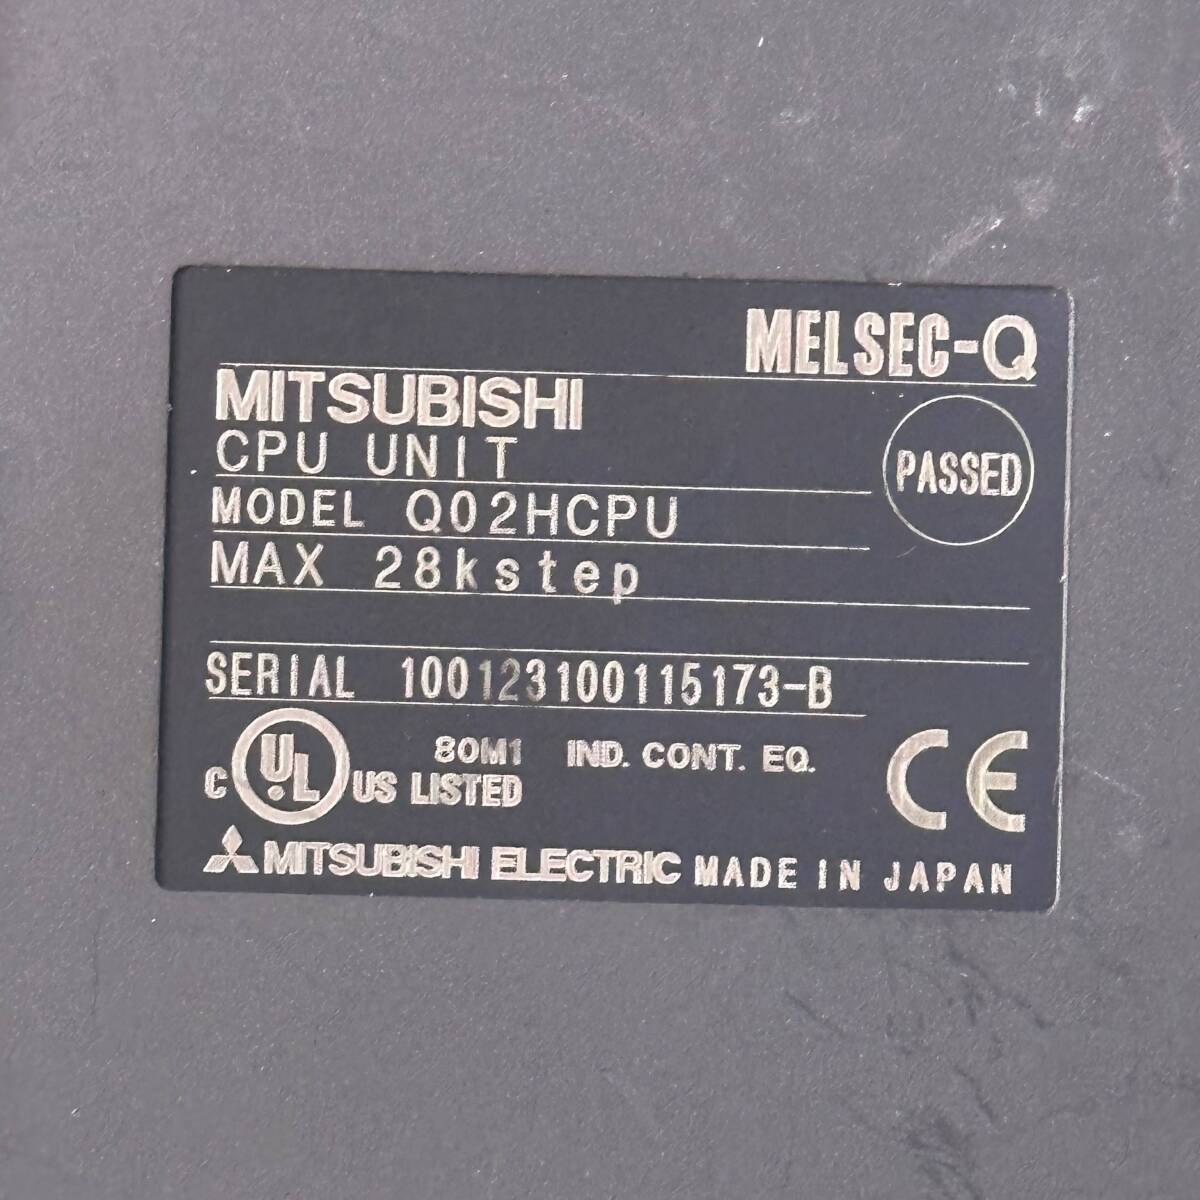 MELSEC-Q
MITSUBISHI
CPU UNIT
PASSED
MODEL Q02HCPU
MAX 28kstep
SERIAL 100123100115173-B
C UL US LISTED
80M1 IND. CONT. EQ.
CE
MITSUBISHI ELECTRIC MADE IN JAPAN